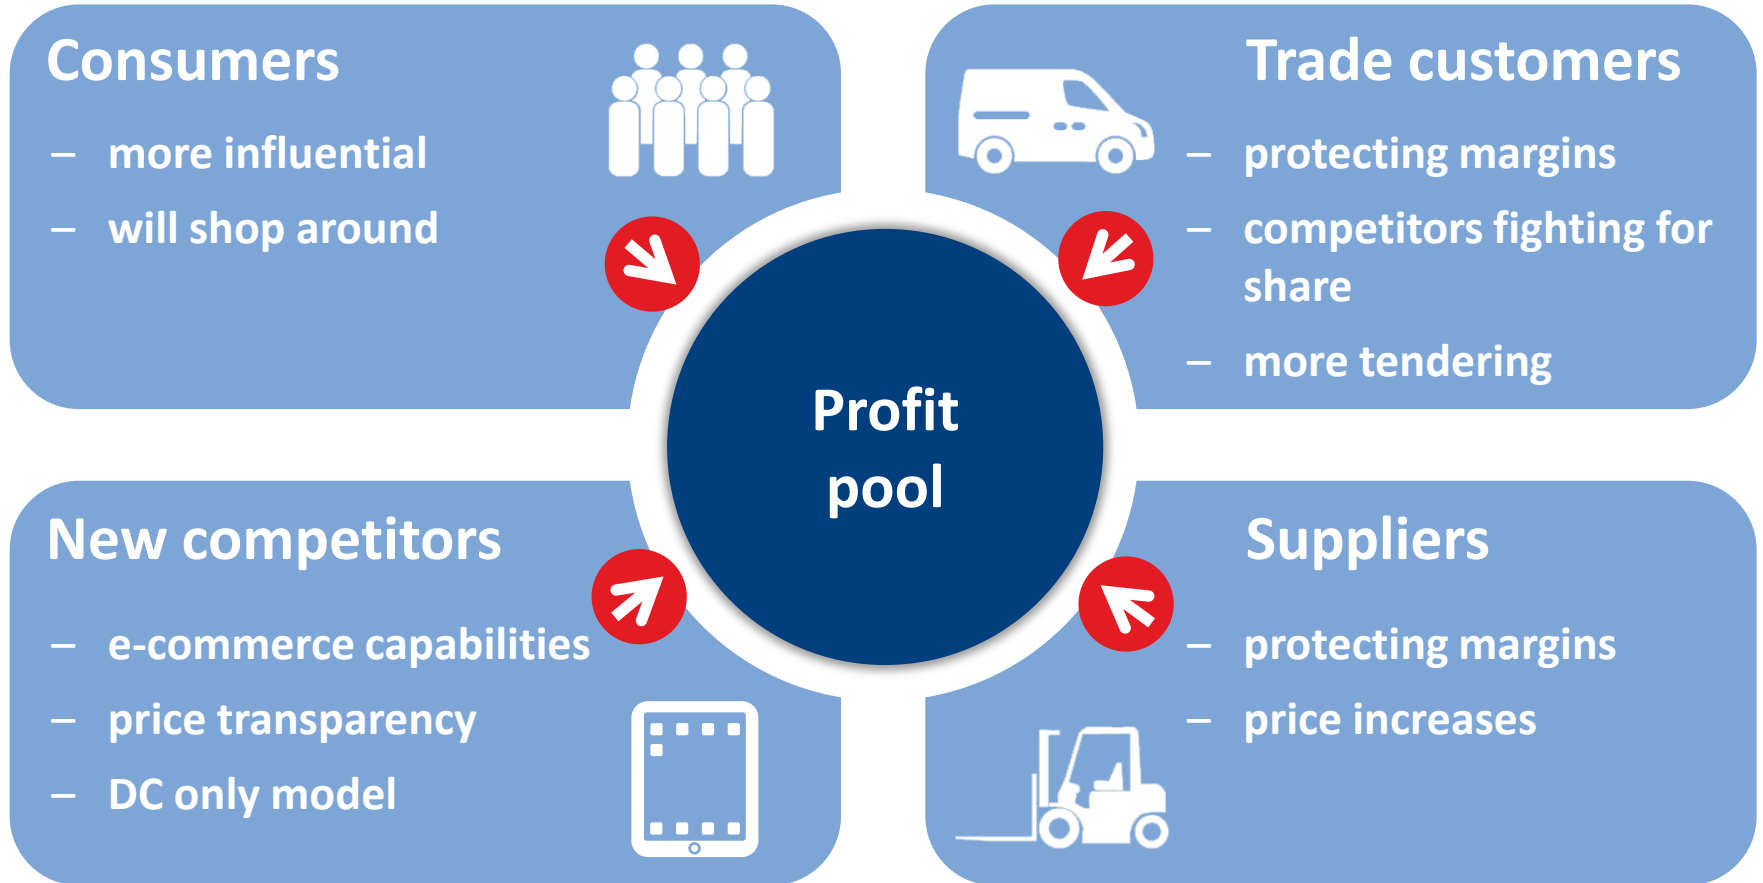 Consumers
– more influential
– will shop around
Trade customers
– protecting margins
– competitors fighting for
share
– more tendering
Profit
pool
New competitors
– e-commerce capabilities
– price transparency
– DC only model
Suppliers
– protecting margins
– price increases